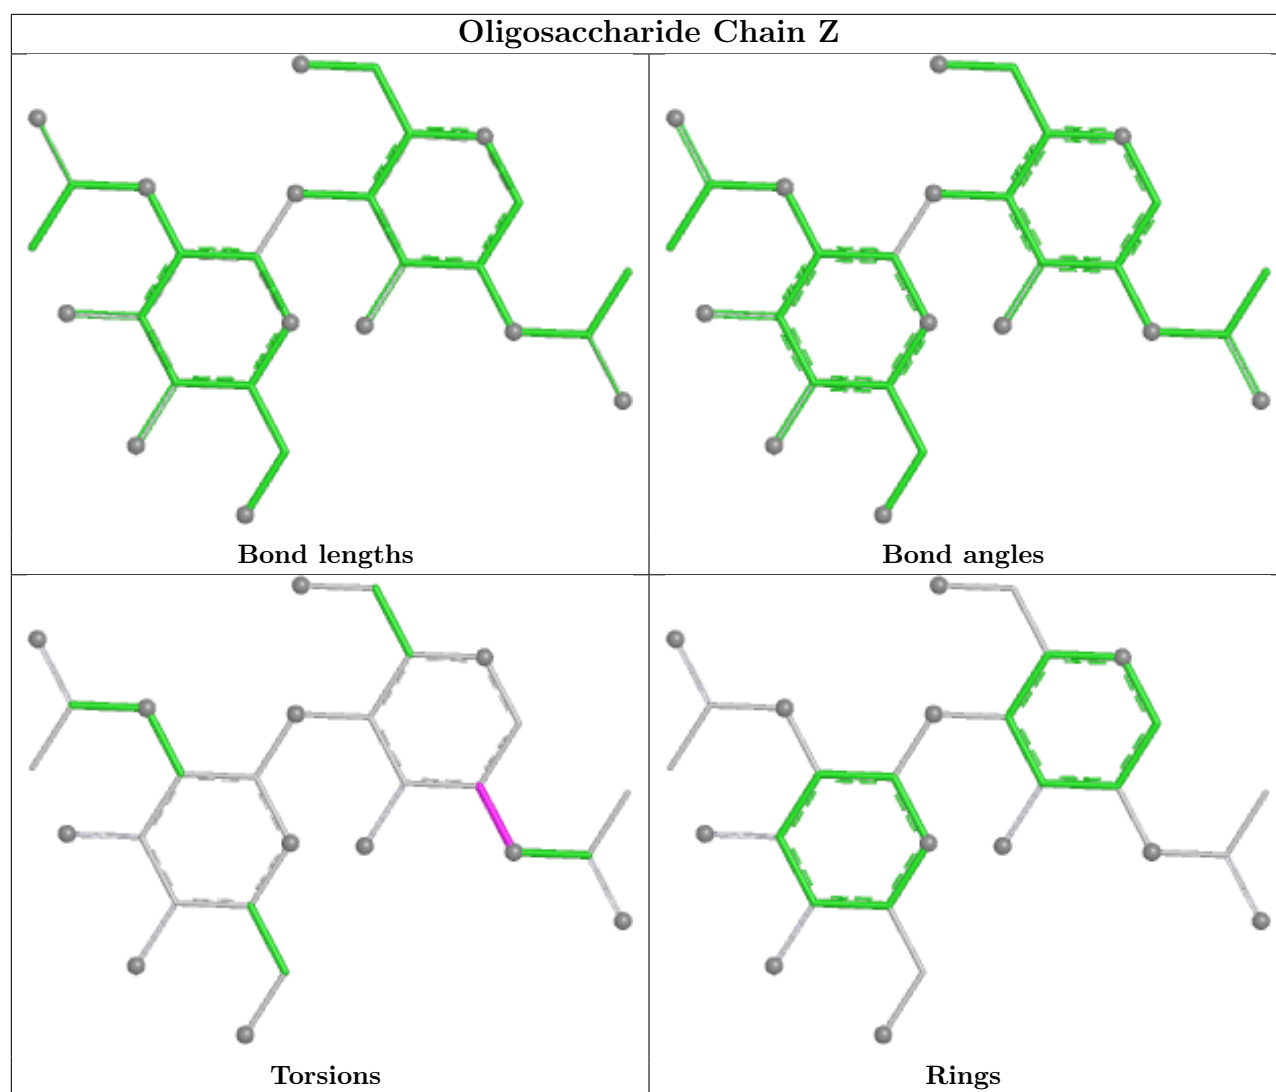 Oligosaccharide Chain Z
Bond lengths
Bond angles
Torsions
Rings